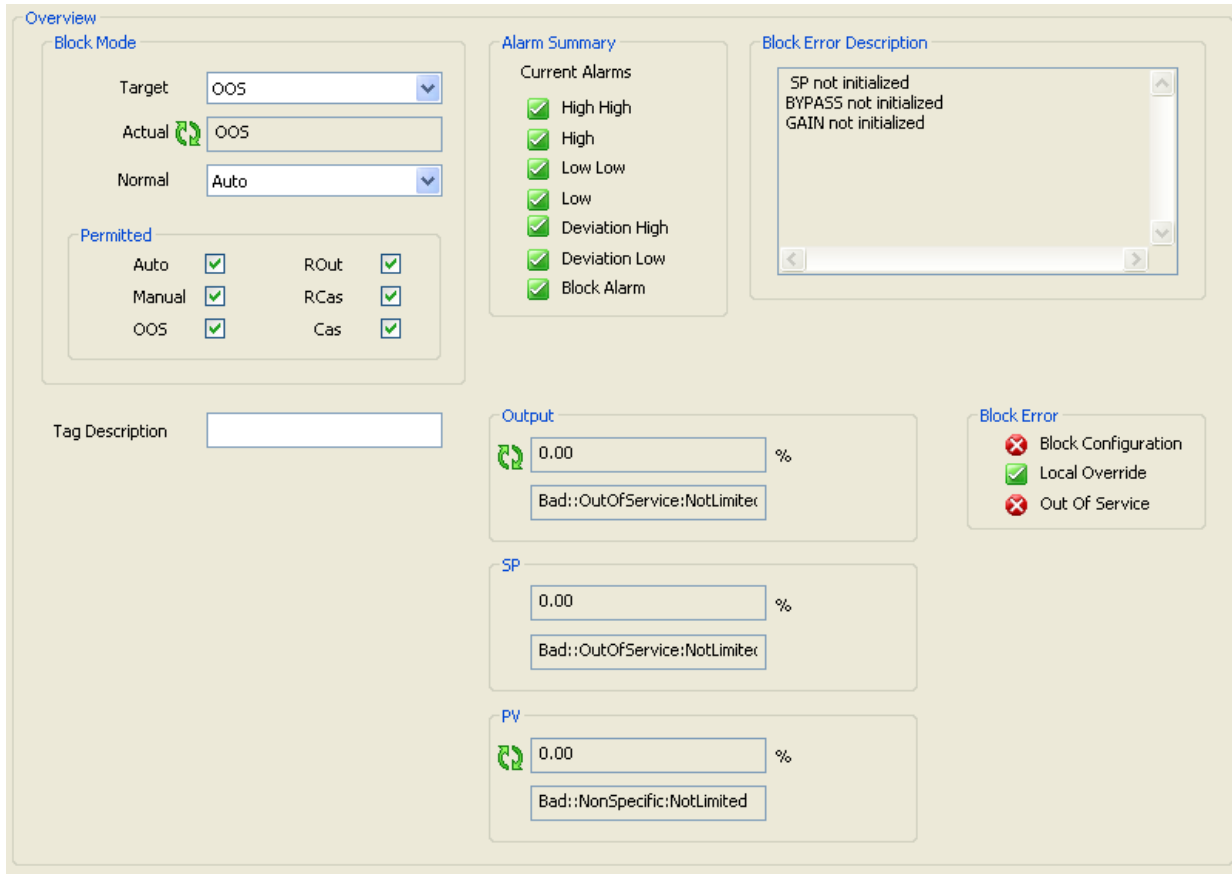 Overview
Block Mode
Target OOS
Actual OOS
Normal Auto
Permitted
Auto ROut
Manual RCas
OOS Cas
Alarm Summary
Current Alarms
High High
High
Low Low
Low
Deviation High
Deviation Low
Block Alarm
Block Error Description
SP not initialized
BYPASS not initialized
GAIN not initialized
Tag Description
Output
0.00 %
Bad::OutOfService:NotLimited
SP
0.00 %
Bad::OutOfService:NotLimited
PV
0.00 %
Bad::NonSpecific:NotLimited
Block Error
Block Configuration
Local Override
Out Of Service